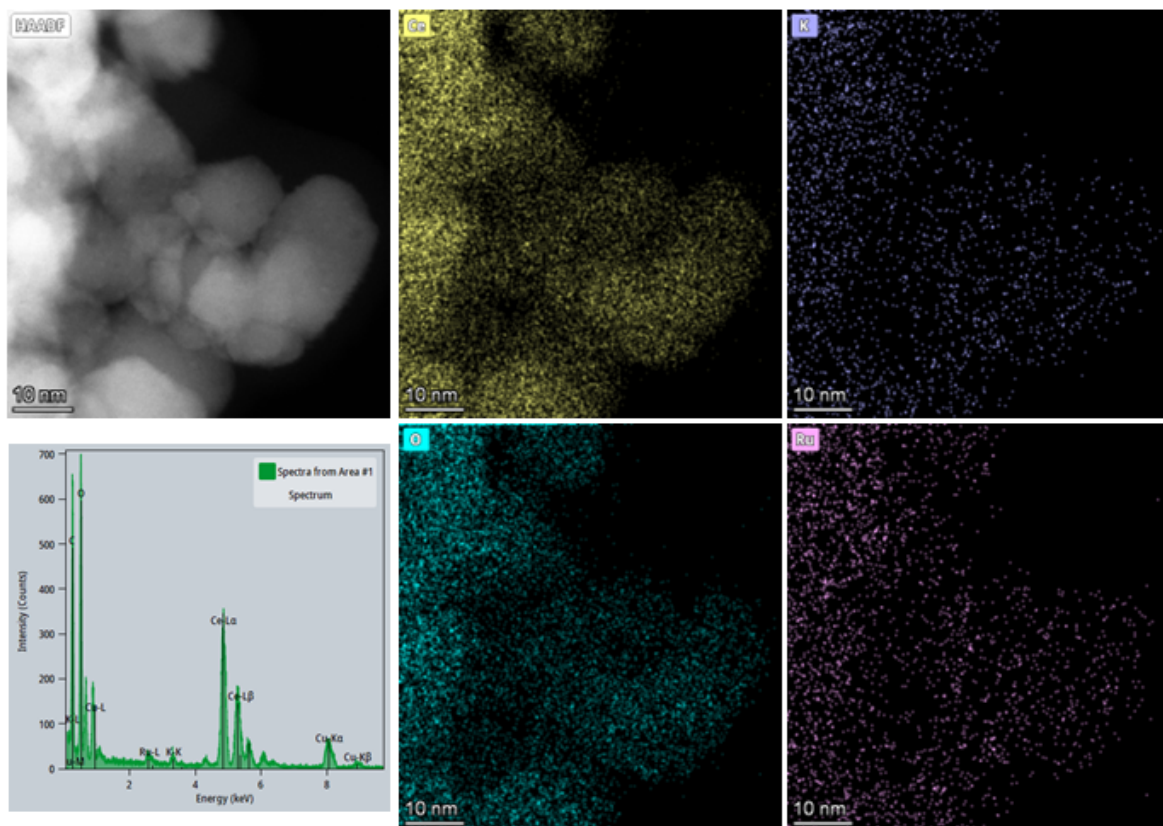 HAADF
10 nm
Ce
10 nm
K
10 nm
700
600
500
400
300
200
100
0
Intensity (Counts)
2
4
6
8
Energy (keV)
Spectra from Area #1
Spectrum
O
C
K-L
Cu-L
Ru-L
K-K
Ce-Lα
Ce-Lβ
Cu-Kα
Cu-Kβ
O
10 nm
Ru
10 nm